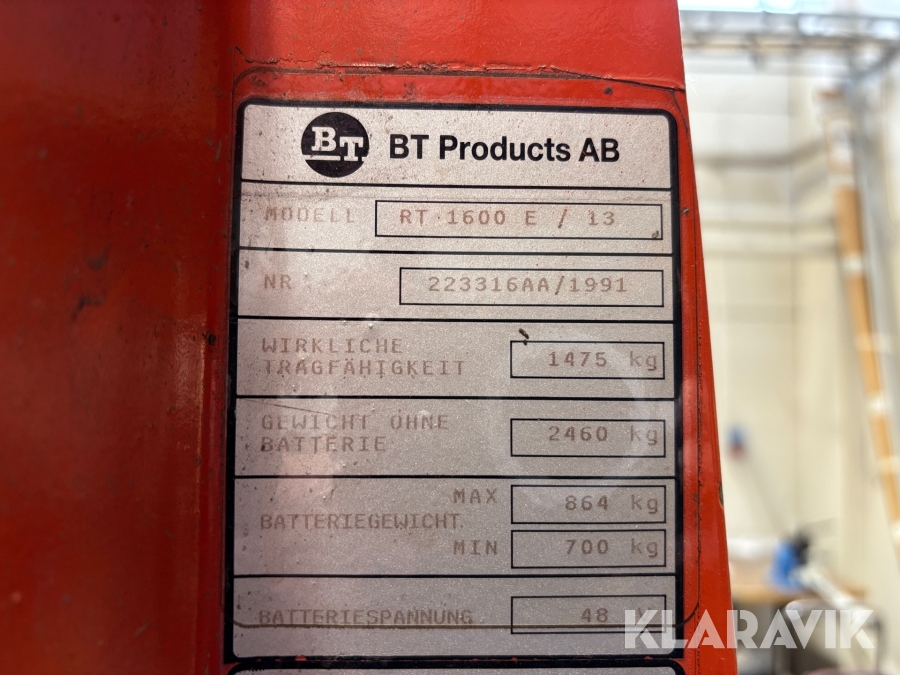 BT BT Products AB
MODELL RT 1600 E / 13
NR 223316AA/1991
WIRKLICHE
TRAGFÄHIGKEIT 1475 kg
GEWICHT OHNE
BATTERIE 2460 kg
MAX 864 kg
BATTERIEGEWICHT
MIN 700 kg
BATTERIESPANNUNG 48
KLARAVIK